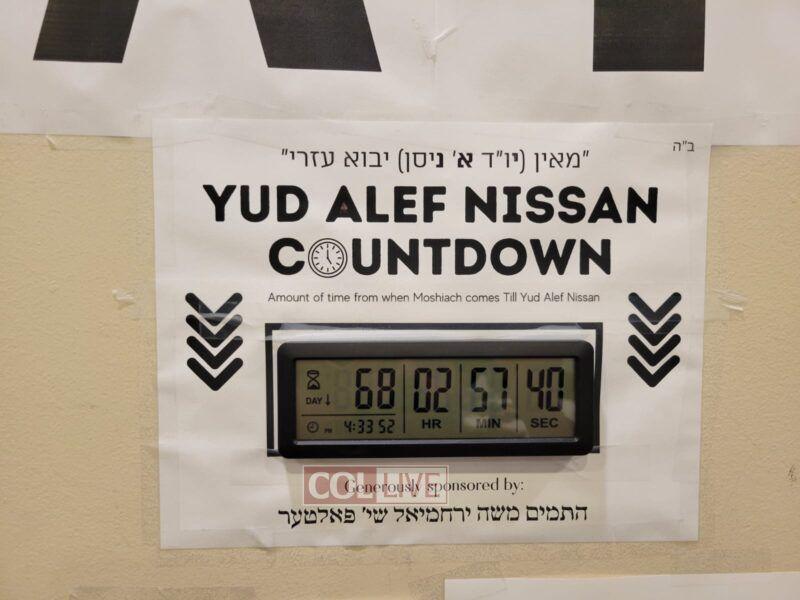 ב"ה
"מאין (יו"ד א' ניסן) יבוא עזרי"
YUD ALEF NISSAN
COUNTDOWN
Amount of time from when Moshiach comes Till Yud Alef Nissan
DAY↓ 68 02 HR 57 MIN 40 SEC
PM 4:33 52
COLLIVE
Generously sponsored by:
התמים משה ירחמיאל שי' פאלטער